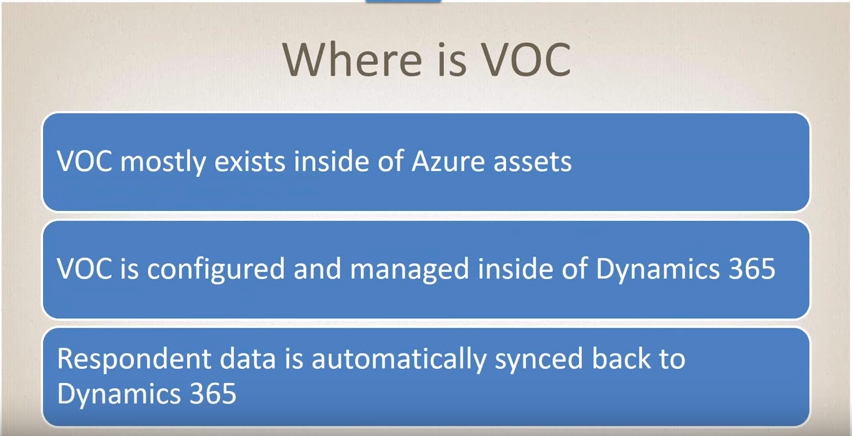 Where is VOC
VOC mostly exists inside of Azure assets
VOC is configured and managed inside of Dynamics 365
Respondent data is automatically synced back to
Dynamics 365